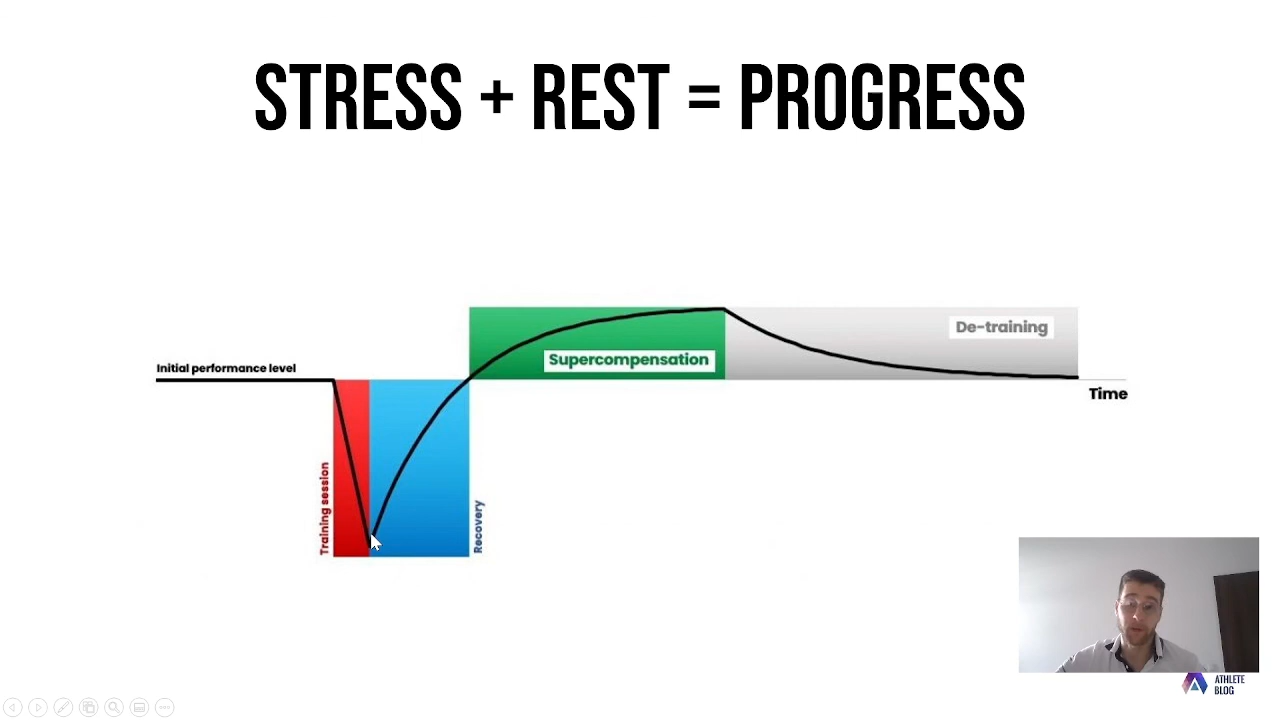 STRESS + REST = PROGRESS
De-training
Supercompensation
Initial performance level
Time
Training session
Recovery
ATHLETE
BLOG